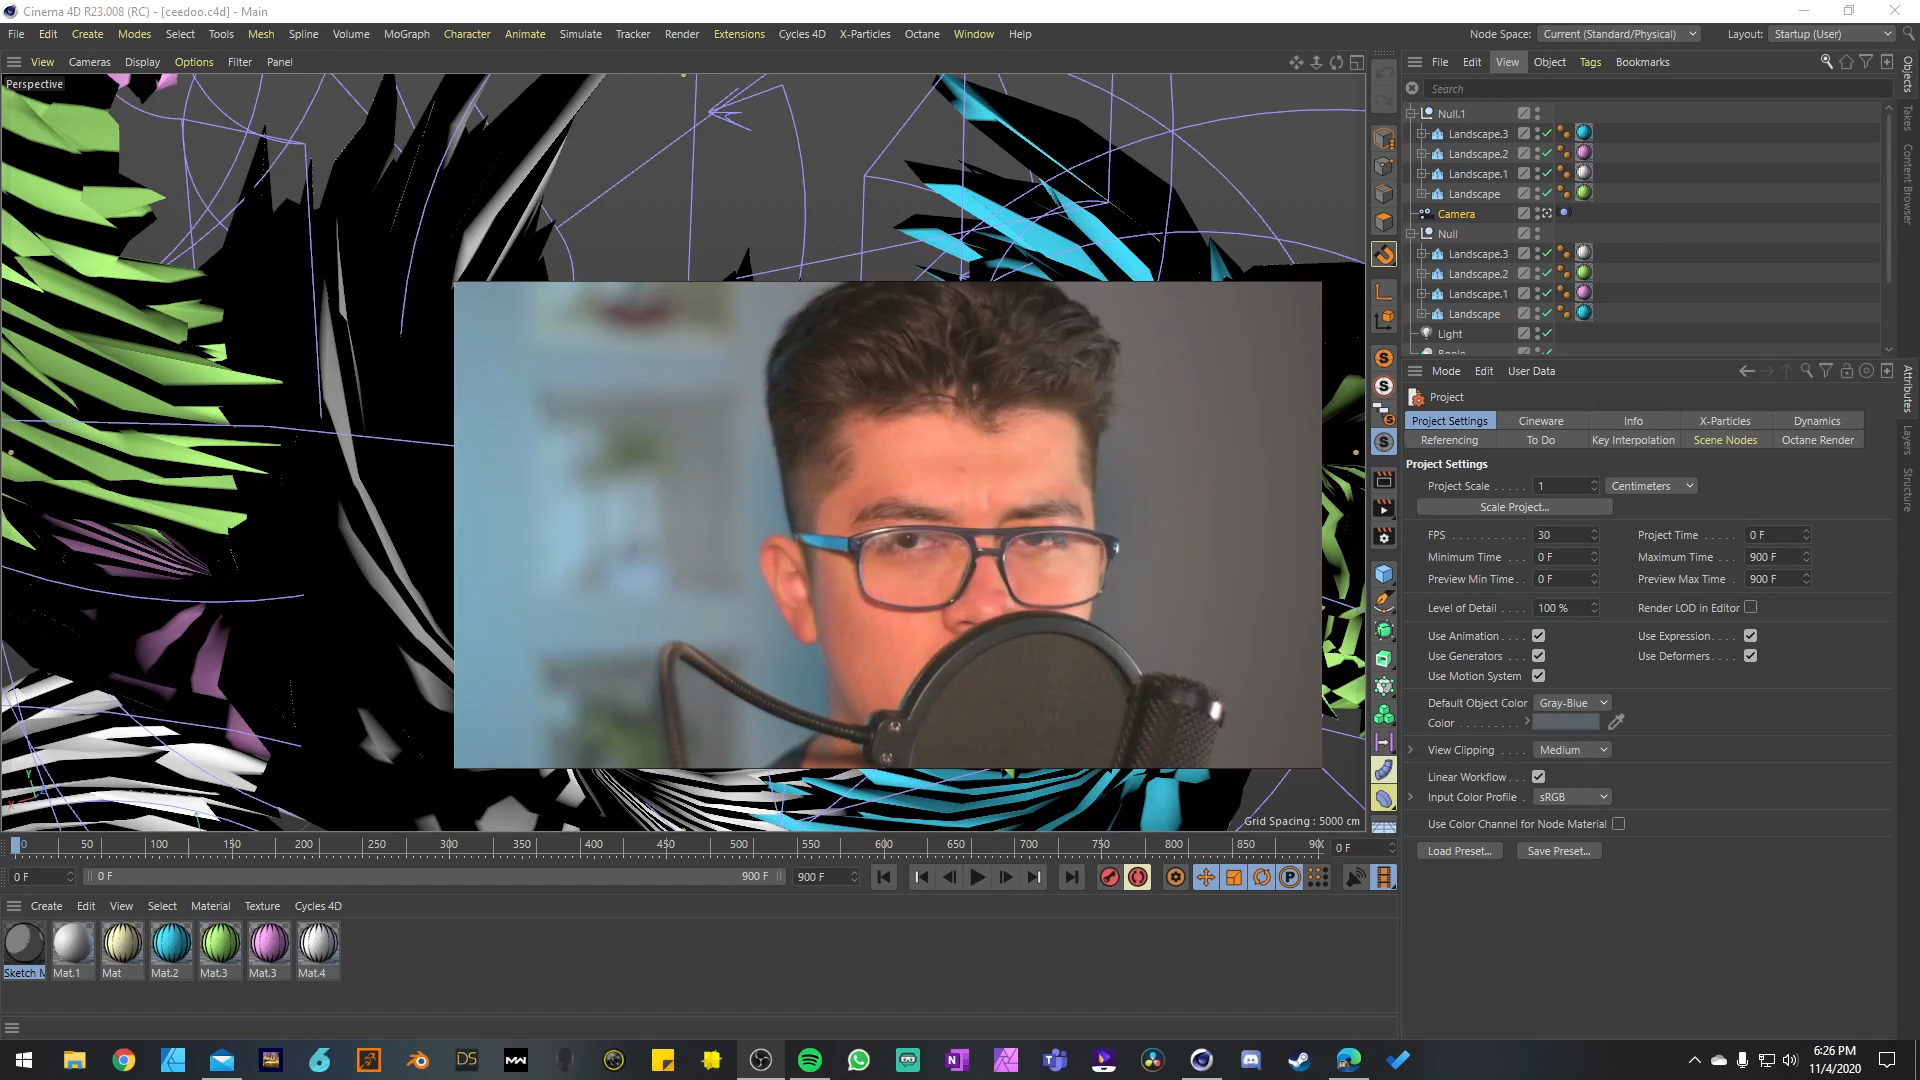 Cinema 4D R23.008 (RC) - [ceedoo.c4d] - Main
File Edit Create Modes Select Tools Mesh Spline Volume MoGraph Character Animate Simulate Tracker Render Extensions Cycles 4D X-Particles Octane Window Help
Node Space: Current (Standard/Physical) Layout: Startup (User)
View Cameras Display Options Filter Panel
File Edit View Object Tags Bookmarks
Perspective
Search
Null.1
Landscape.3
Landscape.2
Landscape.1
Landscape
Camera
Null
Landscape.3
Landscape.2
Landscape.1
Landscape
Light
Objects
Takes
Content Browser
Mode Edit User Data
Project
Project Settings Cineware Info X-Particles Dynamics
Referencing To Do Key Interpolation Scene Nodes Octane Render
Project Settings
Project Scale . . . . . 1 Centimeters
Scale Project...
FPS 30 Project Time 0 F
Minimum Time 0 F Maximum Time 900 F
Preview Min Time 0 F Preview Max Time 900 F
Level of Detail 100 % Render LOD in Editor
Use Animation Use Expression
Use Generators Use Deformers
Use Motion System
Default Object Color Gray-Blue
Color
View Clipping Medium
Linear Workflow
Input Color Profile sRGB
Use Color Channel for Node Material
Load Preset... Save Preset...
Attributes
Layers
Structure
Grid Spacing : 5000 cm
0 50 100 150 200 250 300 350 400 450 500 550 600 650 700 750 800 850 90 0 F
0 F 0 F 900 F 900 F
Create Edit View Select Material Texture Cycles 4D
Sketch M Mat.1 Mat Mat.2 Mat.3 Mat.3 Mat.4
6:26 PM
11/4/2020